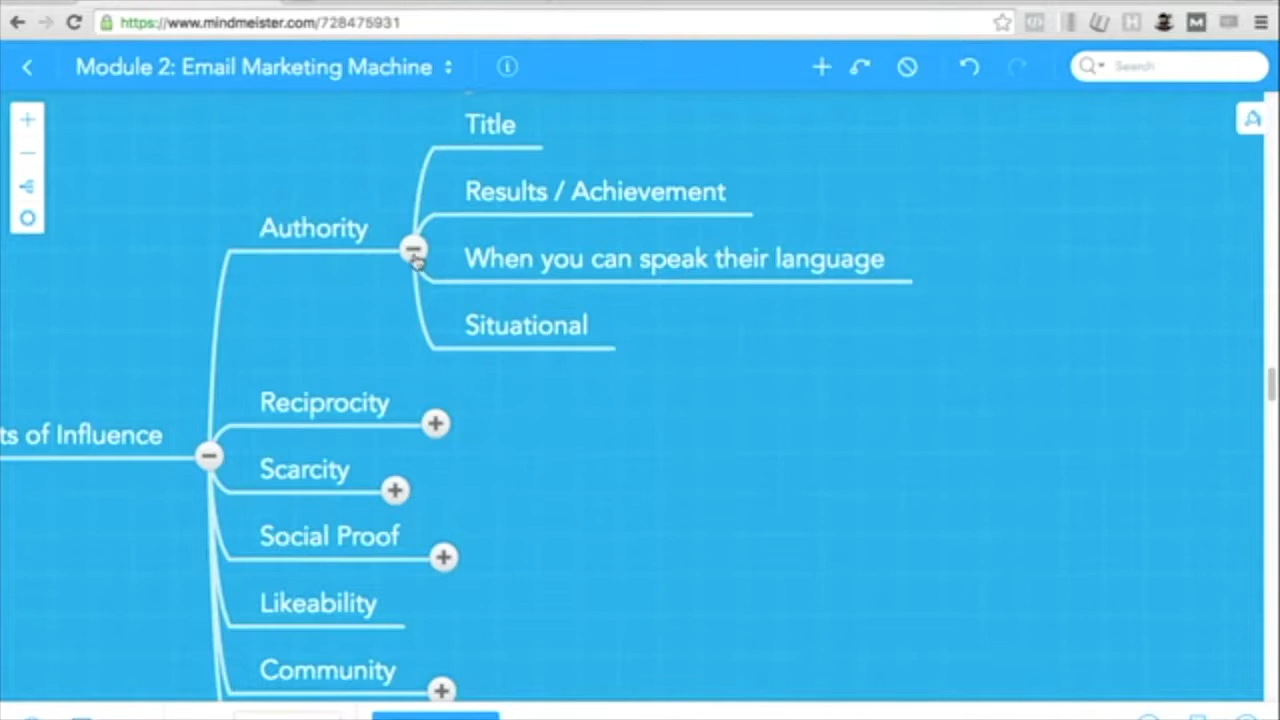 https://www.mindmeister.com/728475931
Module 2: Email Marketing Machine
Search
Title
Results / Achievement
Authority
When you can speak their language
Situational
Reciprocity
ts of Influence
Scarcity
Social Proof
Likeability
Community